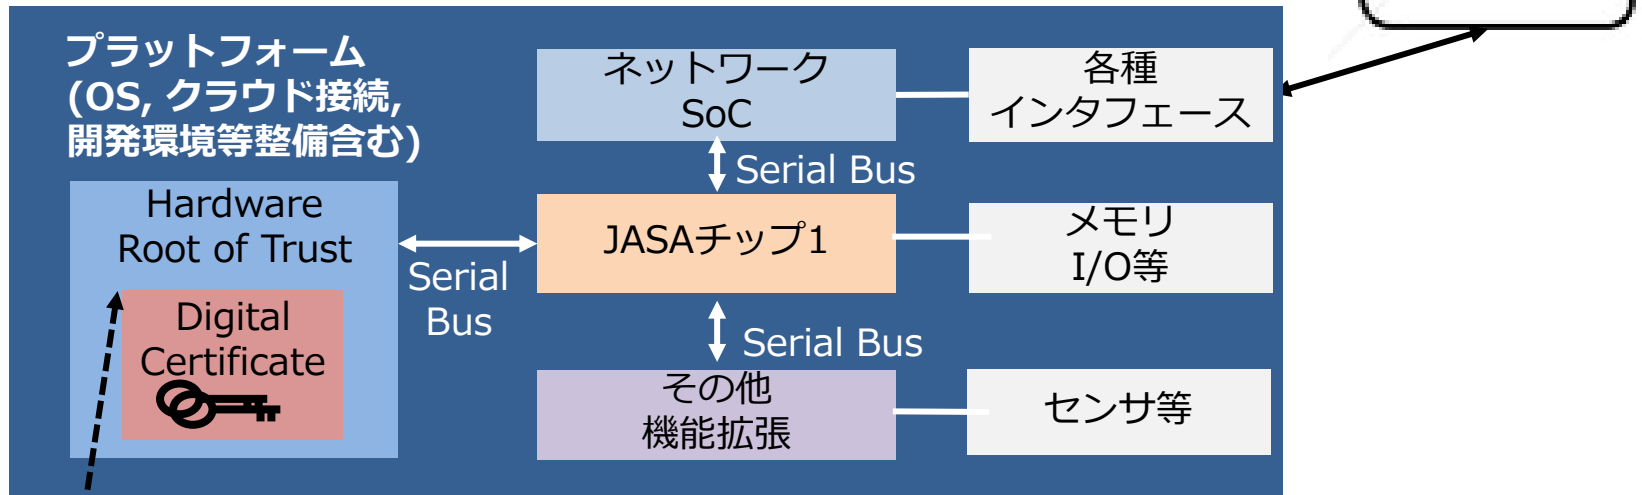 プラットフォーム
(OS, クラウド接続,
開発環境等整備含む)
ネットワーク
SoC
各種
インタフェース
Serial Bus
Hardware
Root of Trust
Serial
Bus
JASAチップ1
メモリ
I/O等
Digital
Certificate
Serial Bus
その他
機能拡張
センサ等